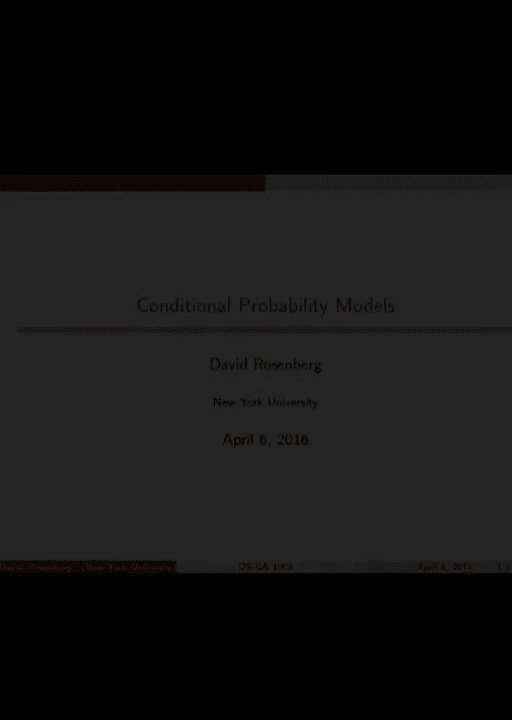 Conditional Probability Models
David Rosenberg
New York University
April 6, 2016
David Rosenberg (New York University)
DS-GA 1003
April 6, 2016
1 /